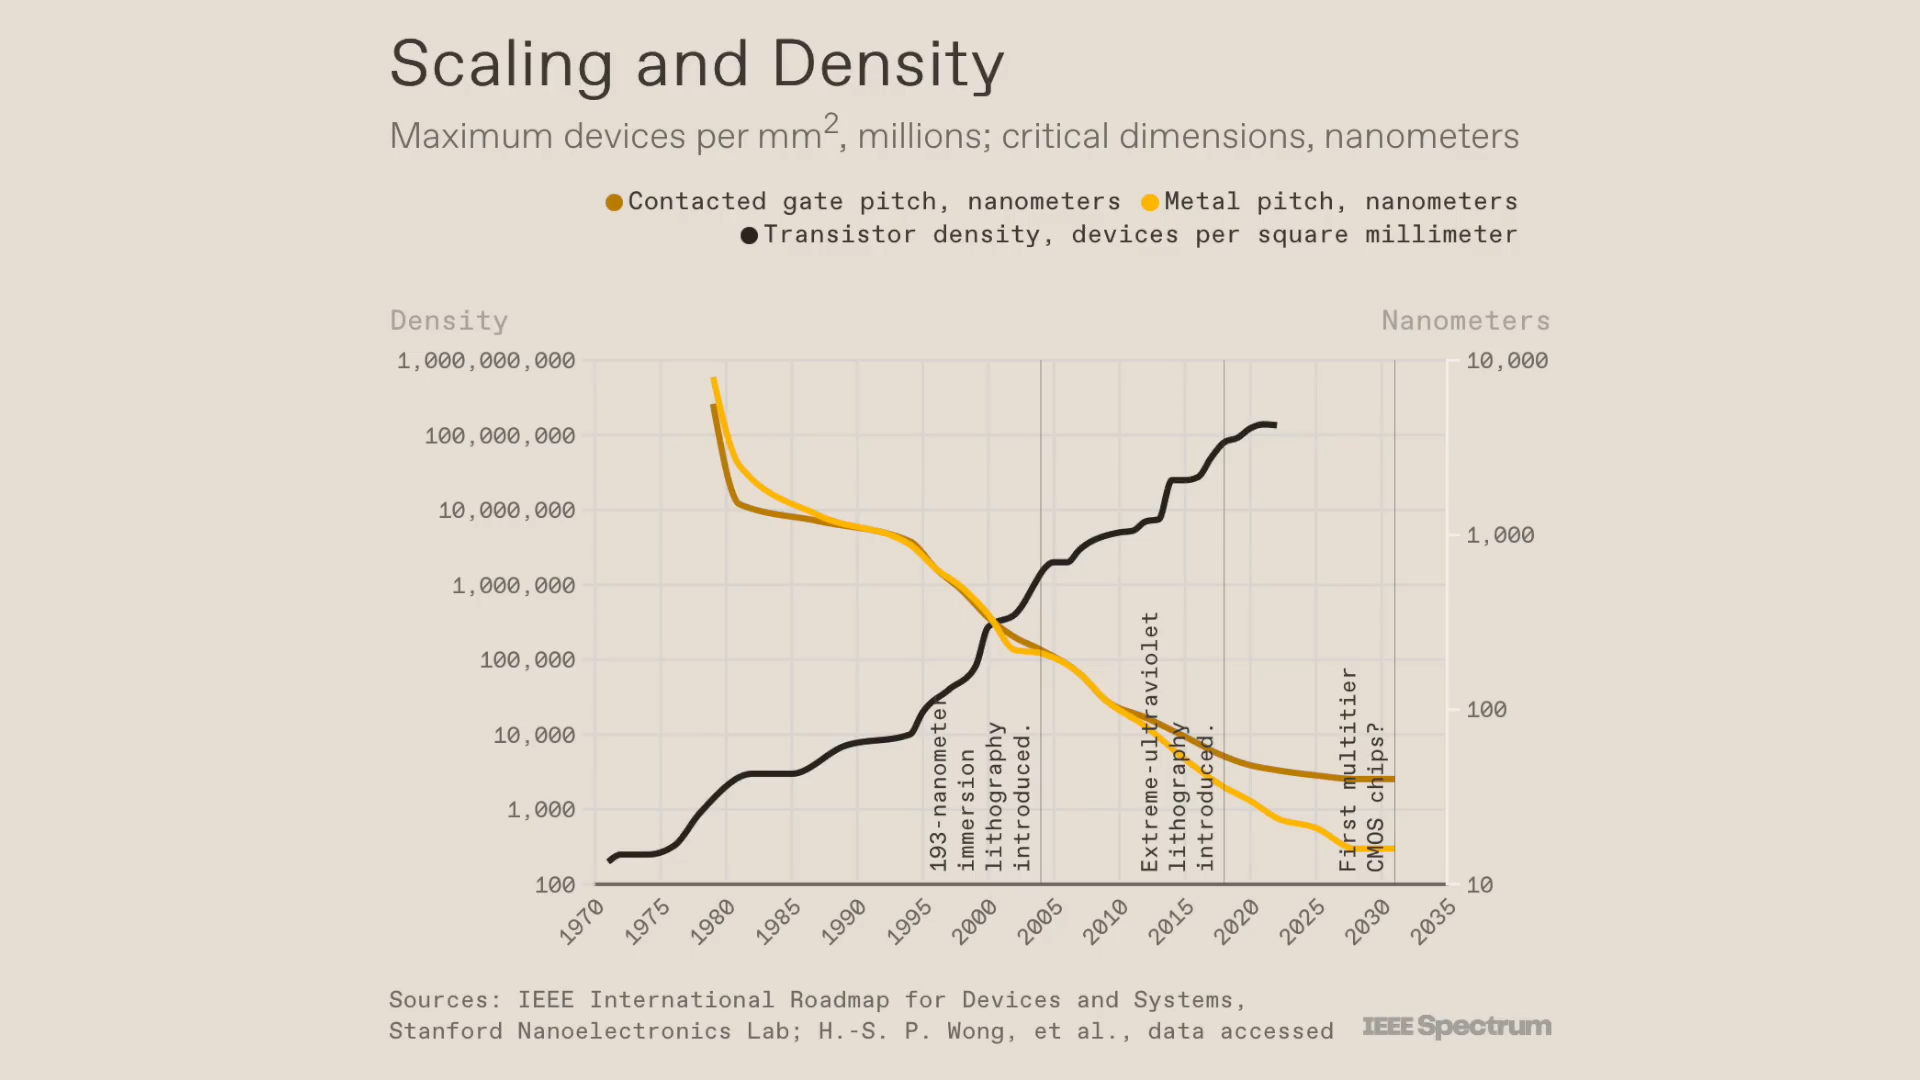 Scaling and Density
Maximum devices per mm², millions; critical dimensions, nanometers
Contacted gate pitch, nanometers Metal pitch, nanometers
Transistor density, devices per square millimeter
Density
Nanometers
1,000,000,000
100,000,000
10,000,000
1,000,000
100,000
10,000
1,000
100
10,000
1,000
100
10
193-nanometer
immersion
lithography
introduced.
Extreme-ultraviolet
lithography
introduced.
First multitier
CMOS chips?
1970 1975 1980 1985 1990 1995 2000 2005 2010 2015 2020 2025 2030 2035
Sources: IEEE International Roadmap for Devices and Systems,
Stanford Nanoelectronics Lab; H.-S. P. Wong, et al., data accessed
IEEE Spectrum